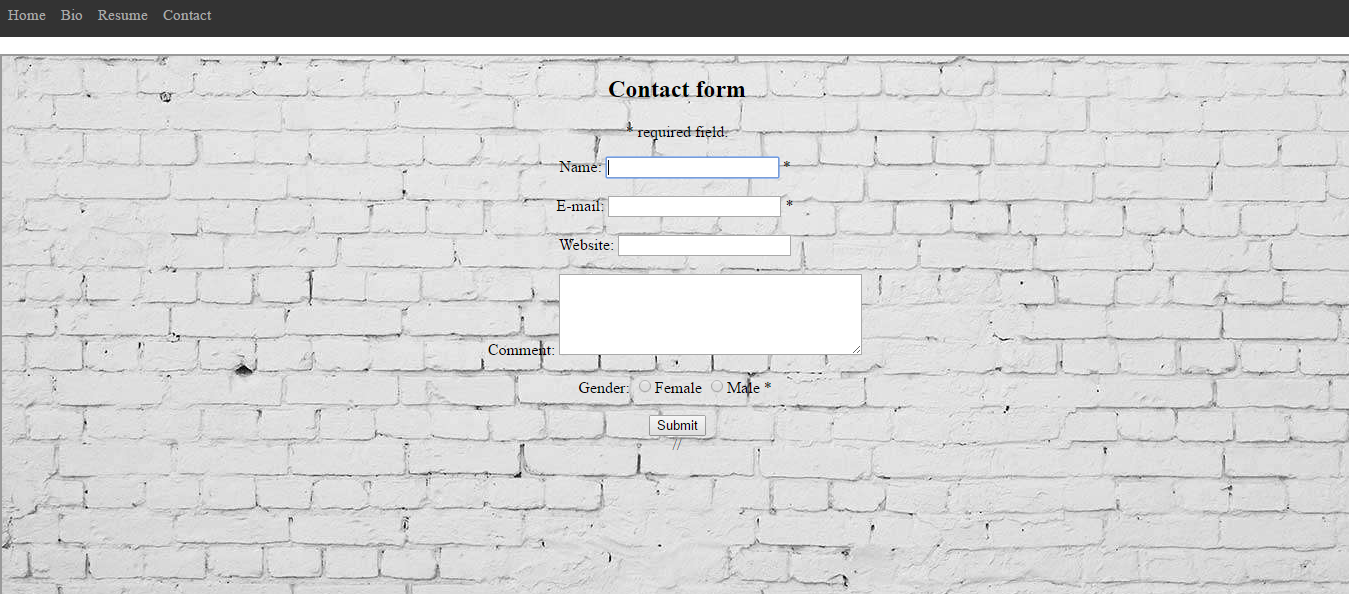 Home Bio Resume Contact
Contact form
* required field.
Name: *
E-mail: *
Website:
Comment:
Gender: Female Male *
Submit
//